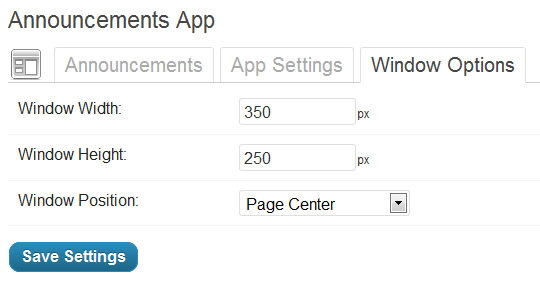 Announcements App
Announcements App Settings Window Options
Window Width: 350 px
Window Height: 250 px
Window Position: Page Center
Save Settings